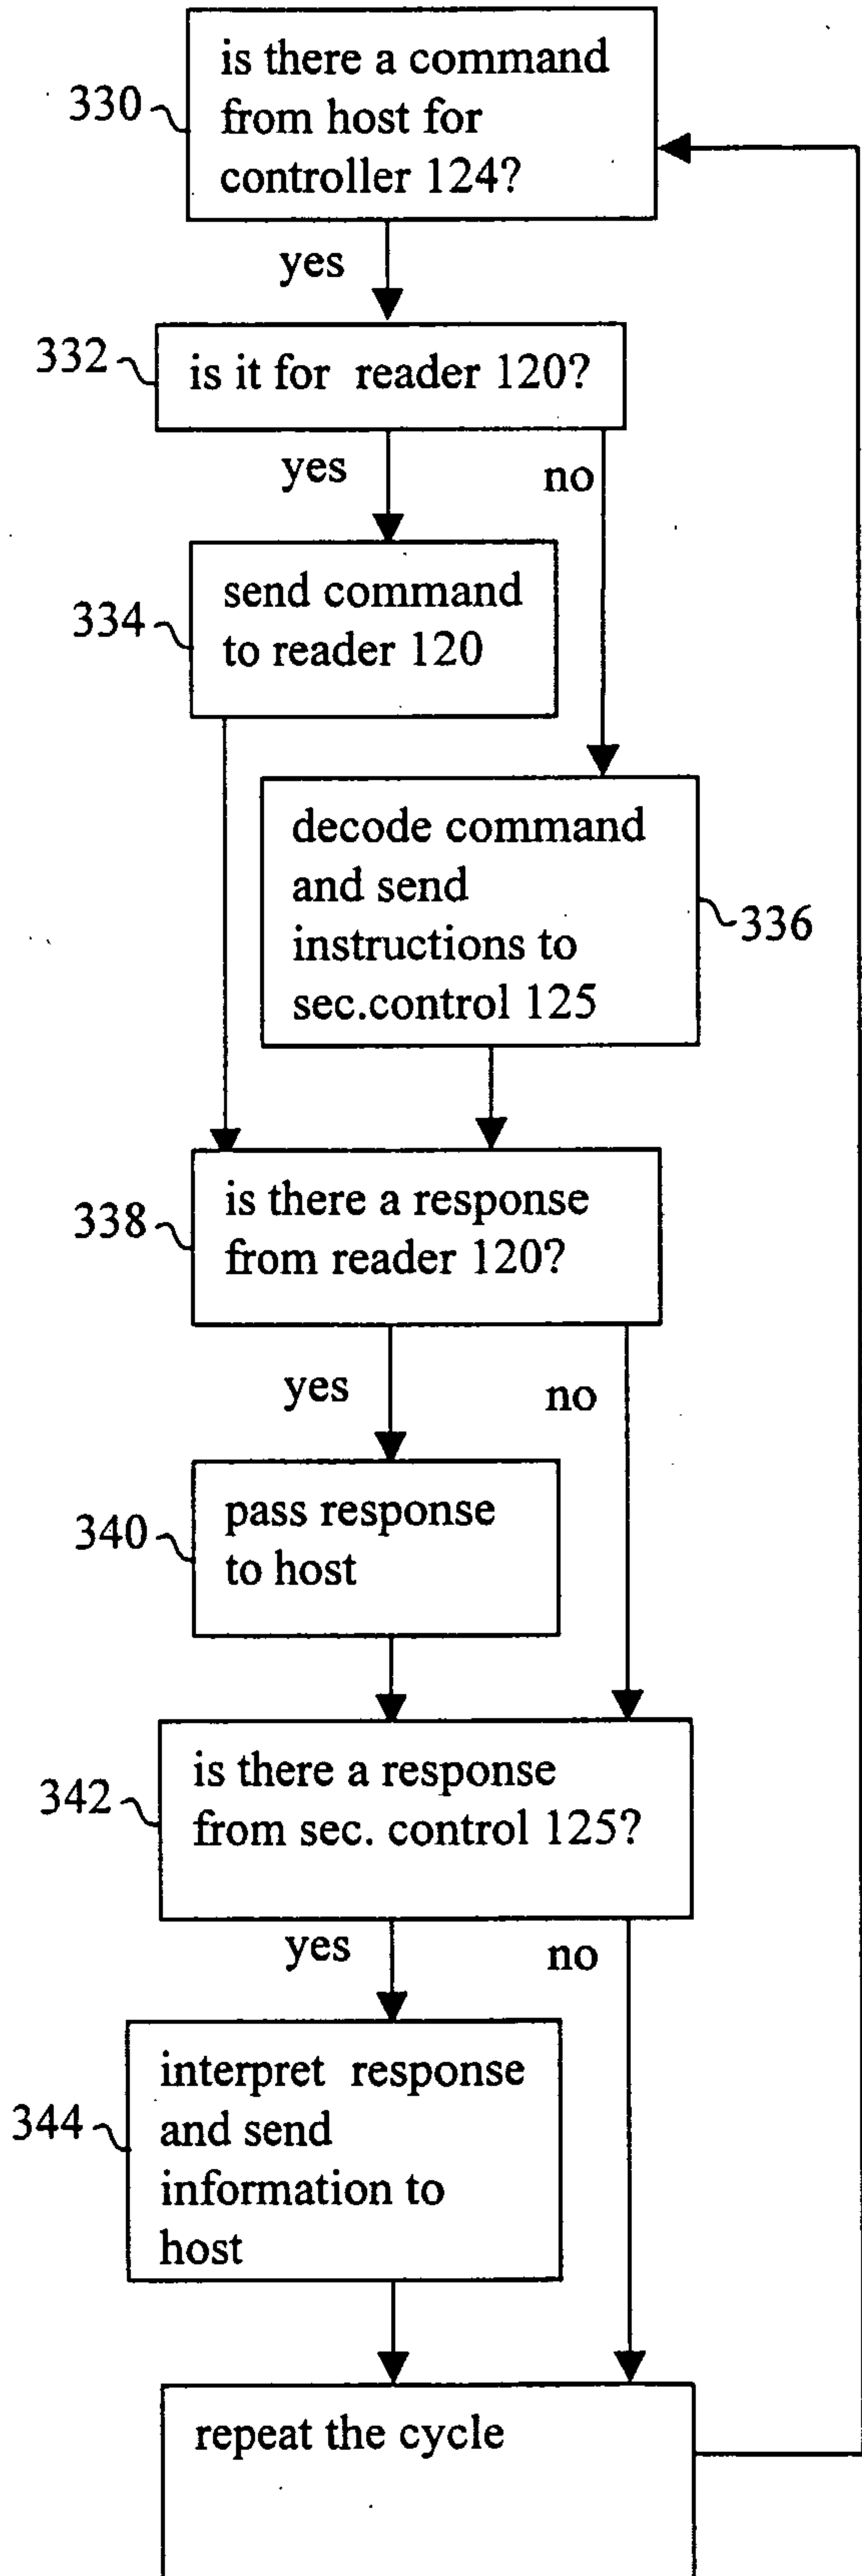 is there a command
from host for
controller 124?
330
yes
332
is it for reader 120?
yes
no
send command
to reader 120
334
decode command
and send
instructions to
sec.control 125
336
is there a response
from reader 120?
338
yes
no
pass response
to host
340
is there a response
from sec. control 125?
342
yes
no
interpret response
and send
information to
host
344
repeat the cycle